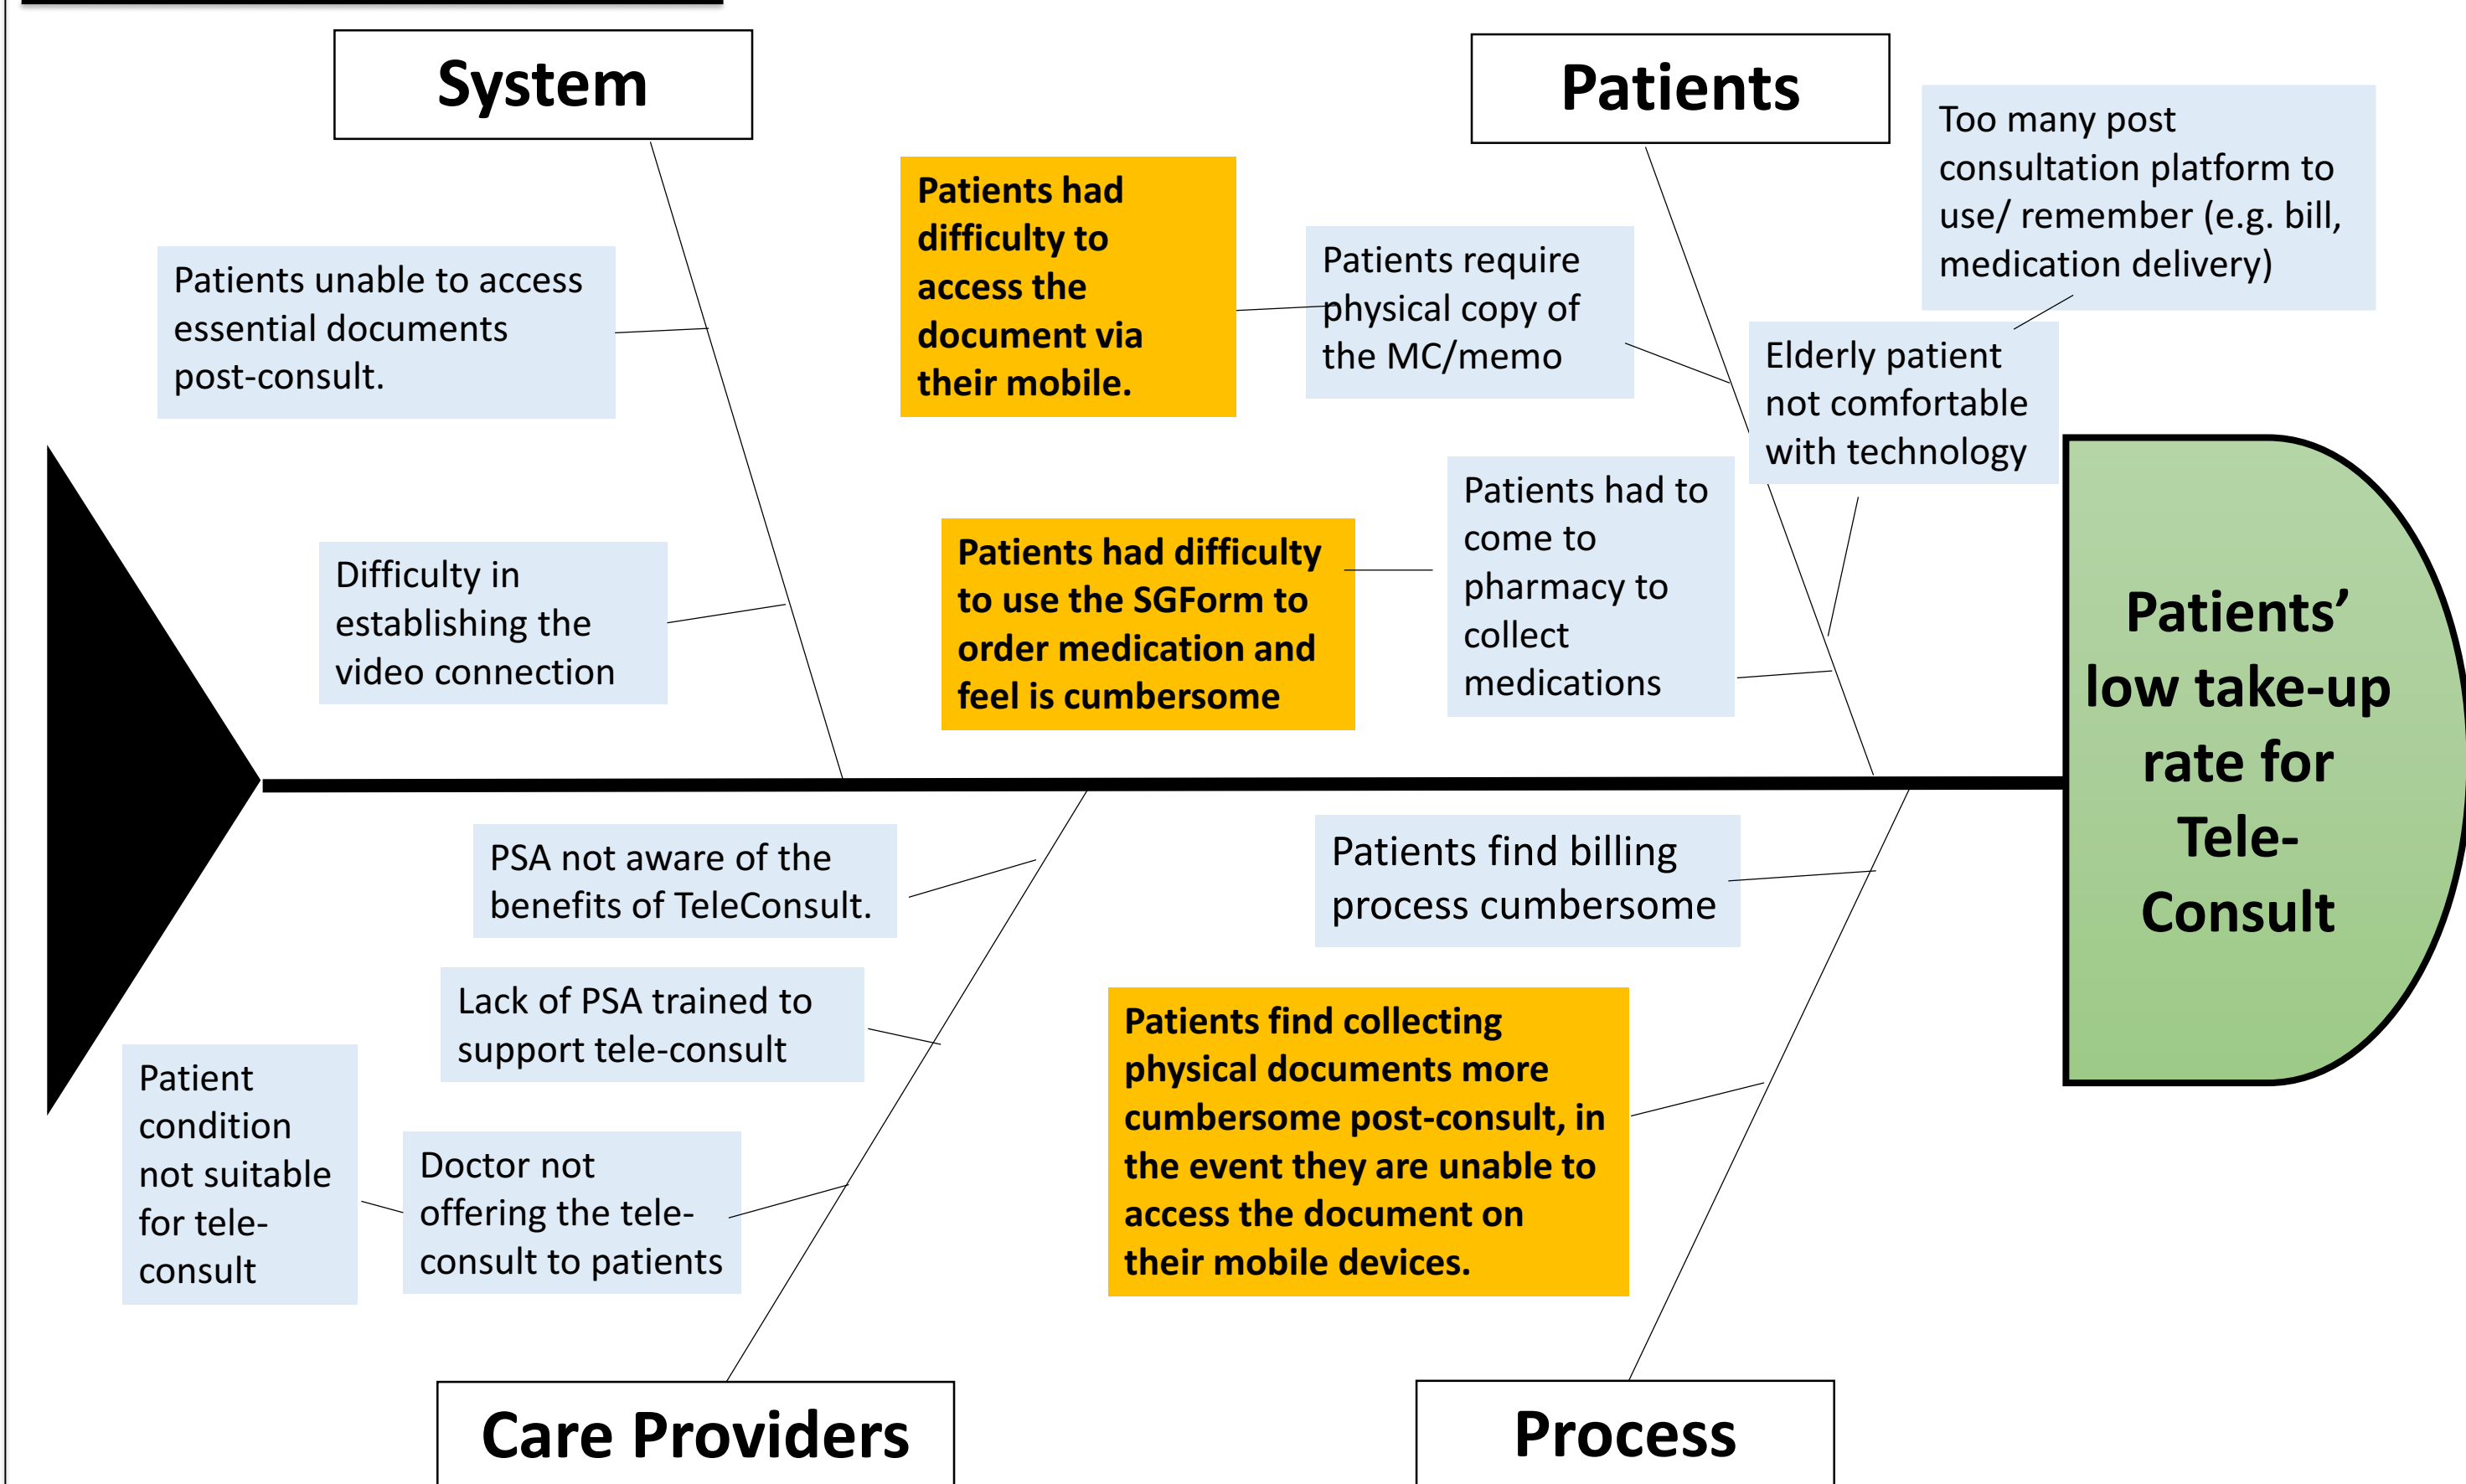 System
Patients
Too many post
consultation platform to
use/ remember (e.g. bill,
medication delivery)
Patients had
difficulty to
access the
document via
their mobile.
Patients require
physical copy of
the MC/memo
Patients unable to access
essential documents
post-consult.
Elderly patient
not comfortable
with technology
Patients had to
come to
pharmacy to
collect
medications
Patients had difficulty
to use the SGForm to
order medication and
feel is cumbersome
Difficulty in
establishing the
video connection
Patients’
low take-up
rate for
Tele-
Consult
PSA not aware of the
benefits of TeleConsult.
Patients find billing
process cumbersome
Lack of PSA trained to
support tele-consult
Patients find collecting
physical documents more
cumbersome post-consult, in
the event they are unable to
access the document on
their mobile devices.
Patient
condition
not suitable
for tele-
consult
Doctor not
offering the tele-
consult to patients
Care Providers
Process